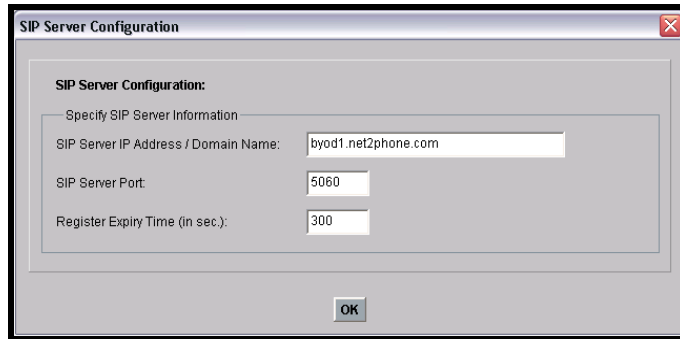 SIP Server Configuration
SIP Server Configuration:
Specify SIP Server Information
SIP Server IP Address / Domain Name: byod1.net2phone.com
SIP Server Port: 5060
Register Expiry Time (in sec.): 300
OK